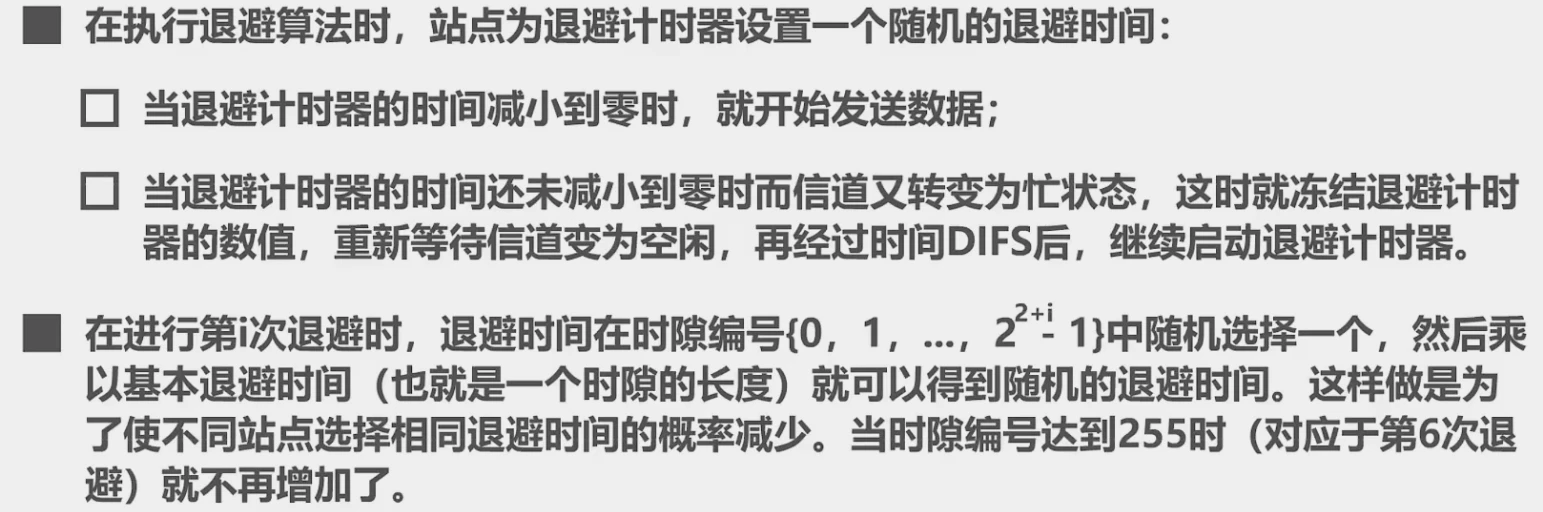 ■ 在执行退避算法时，站点为退避计时器设置一个随机的退避时间：
□ 当退避计时器的时间减小到零时，就开始发送数据；
□ 当退避计时器的时间还未减小到零时而信道又转变为忙状态，这时就冻结退避计时
器的数值，重新等待信道变为空闲，再经过时间DIFS后，继续启动退避计时器。
■ 在进行第i次退避时，退避时间在时隙编号{0，1，...，2²⁺ⁱ- 1}中随机选择一个，然后乘
以基本退避时间（也就是一个时隙的长度）就可以得到随机的退避时间。这样做是为
了使不同站点选择相同退避时间的概率减少。当时隙编号达到255时（对应于第6次退
避）就不再增加了。